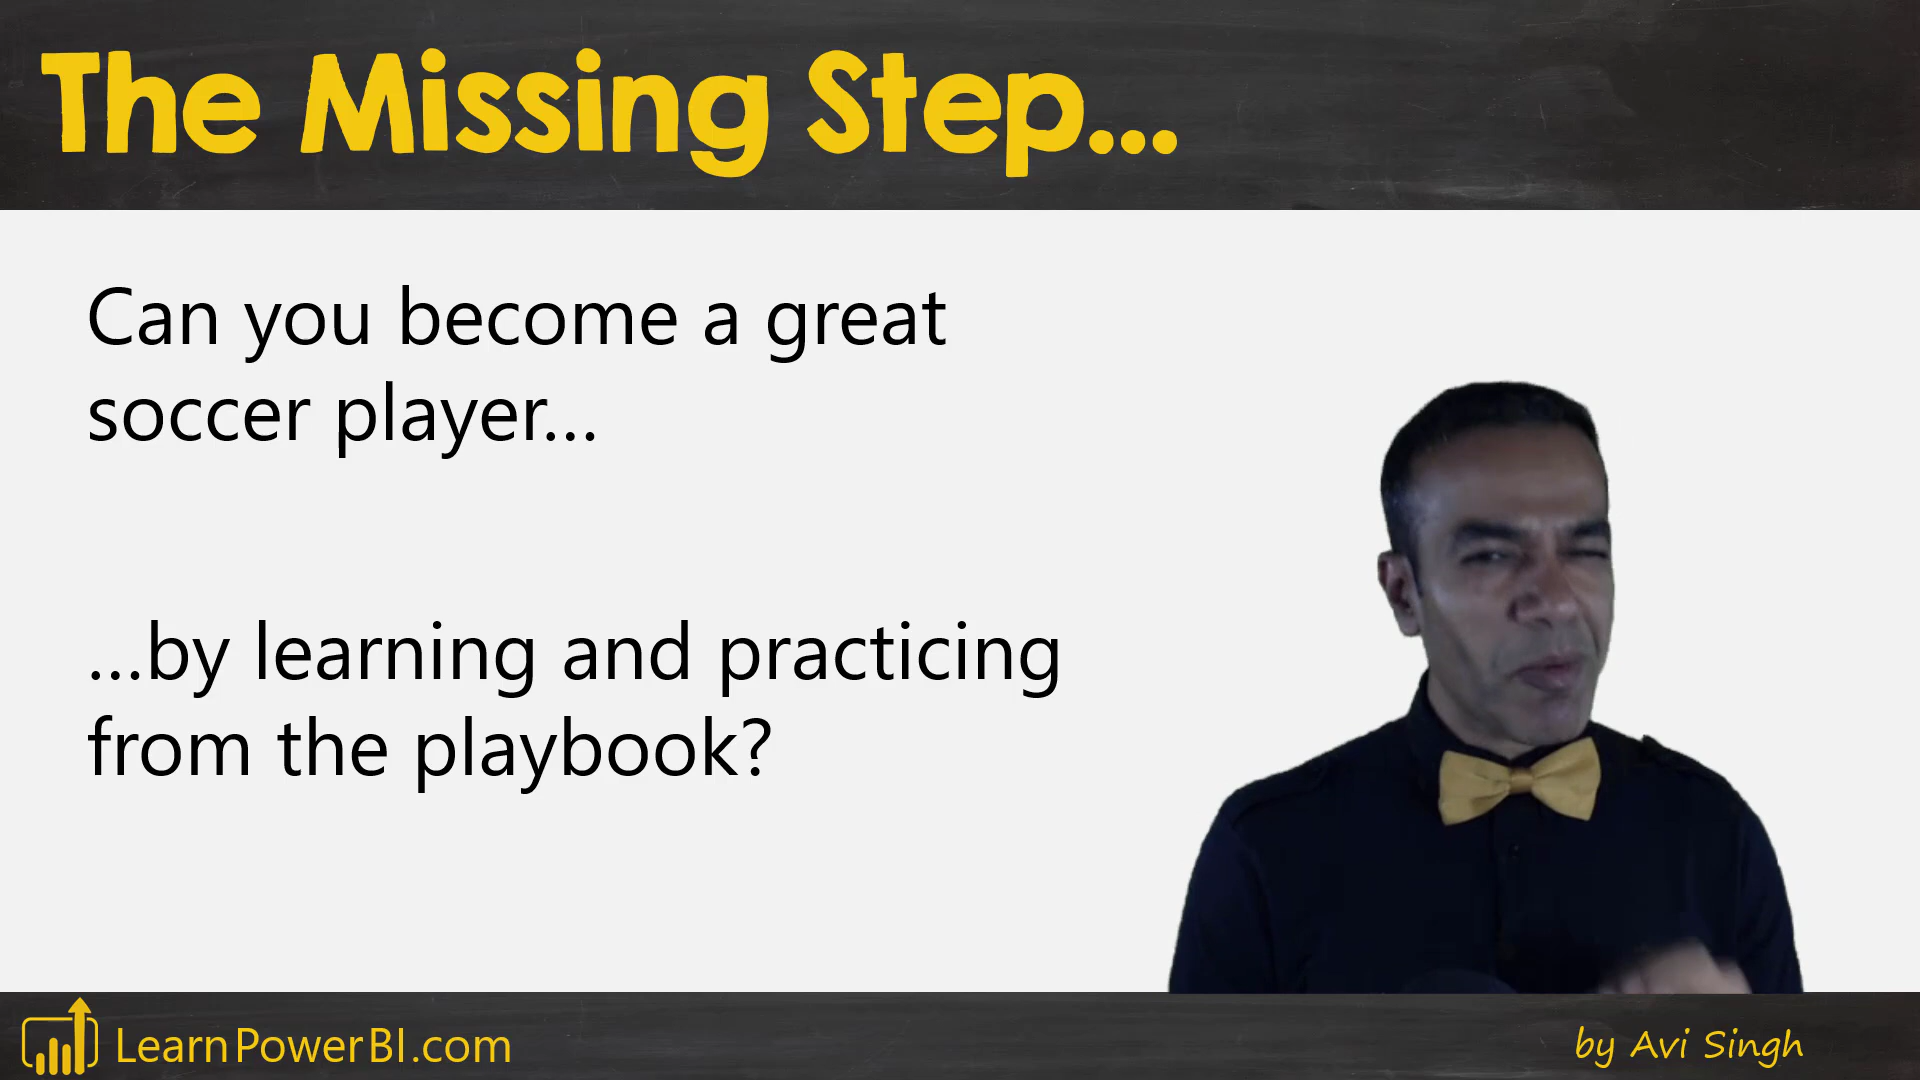 The Missing Step...
Can you become a great
soccer player...
...by learning and practicing
from the playbook?
LearnPowerBI.com
by Avi Singh